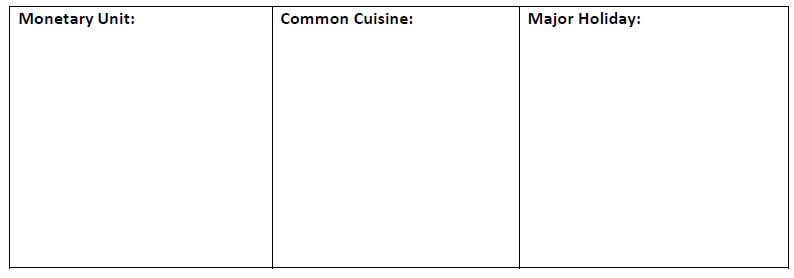 Monetary Unit:
Common Cuisine:
Major Holiday: